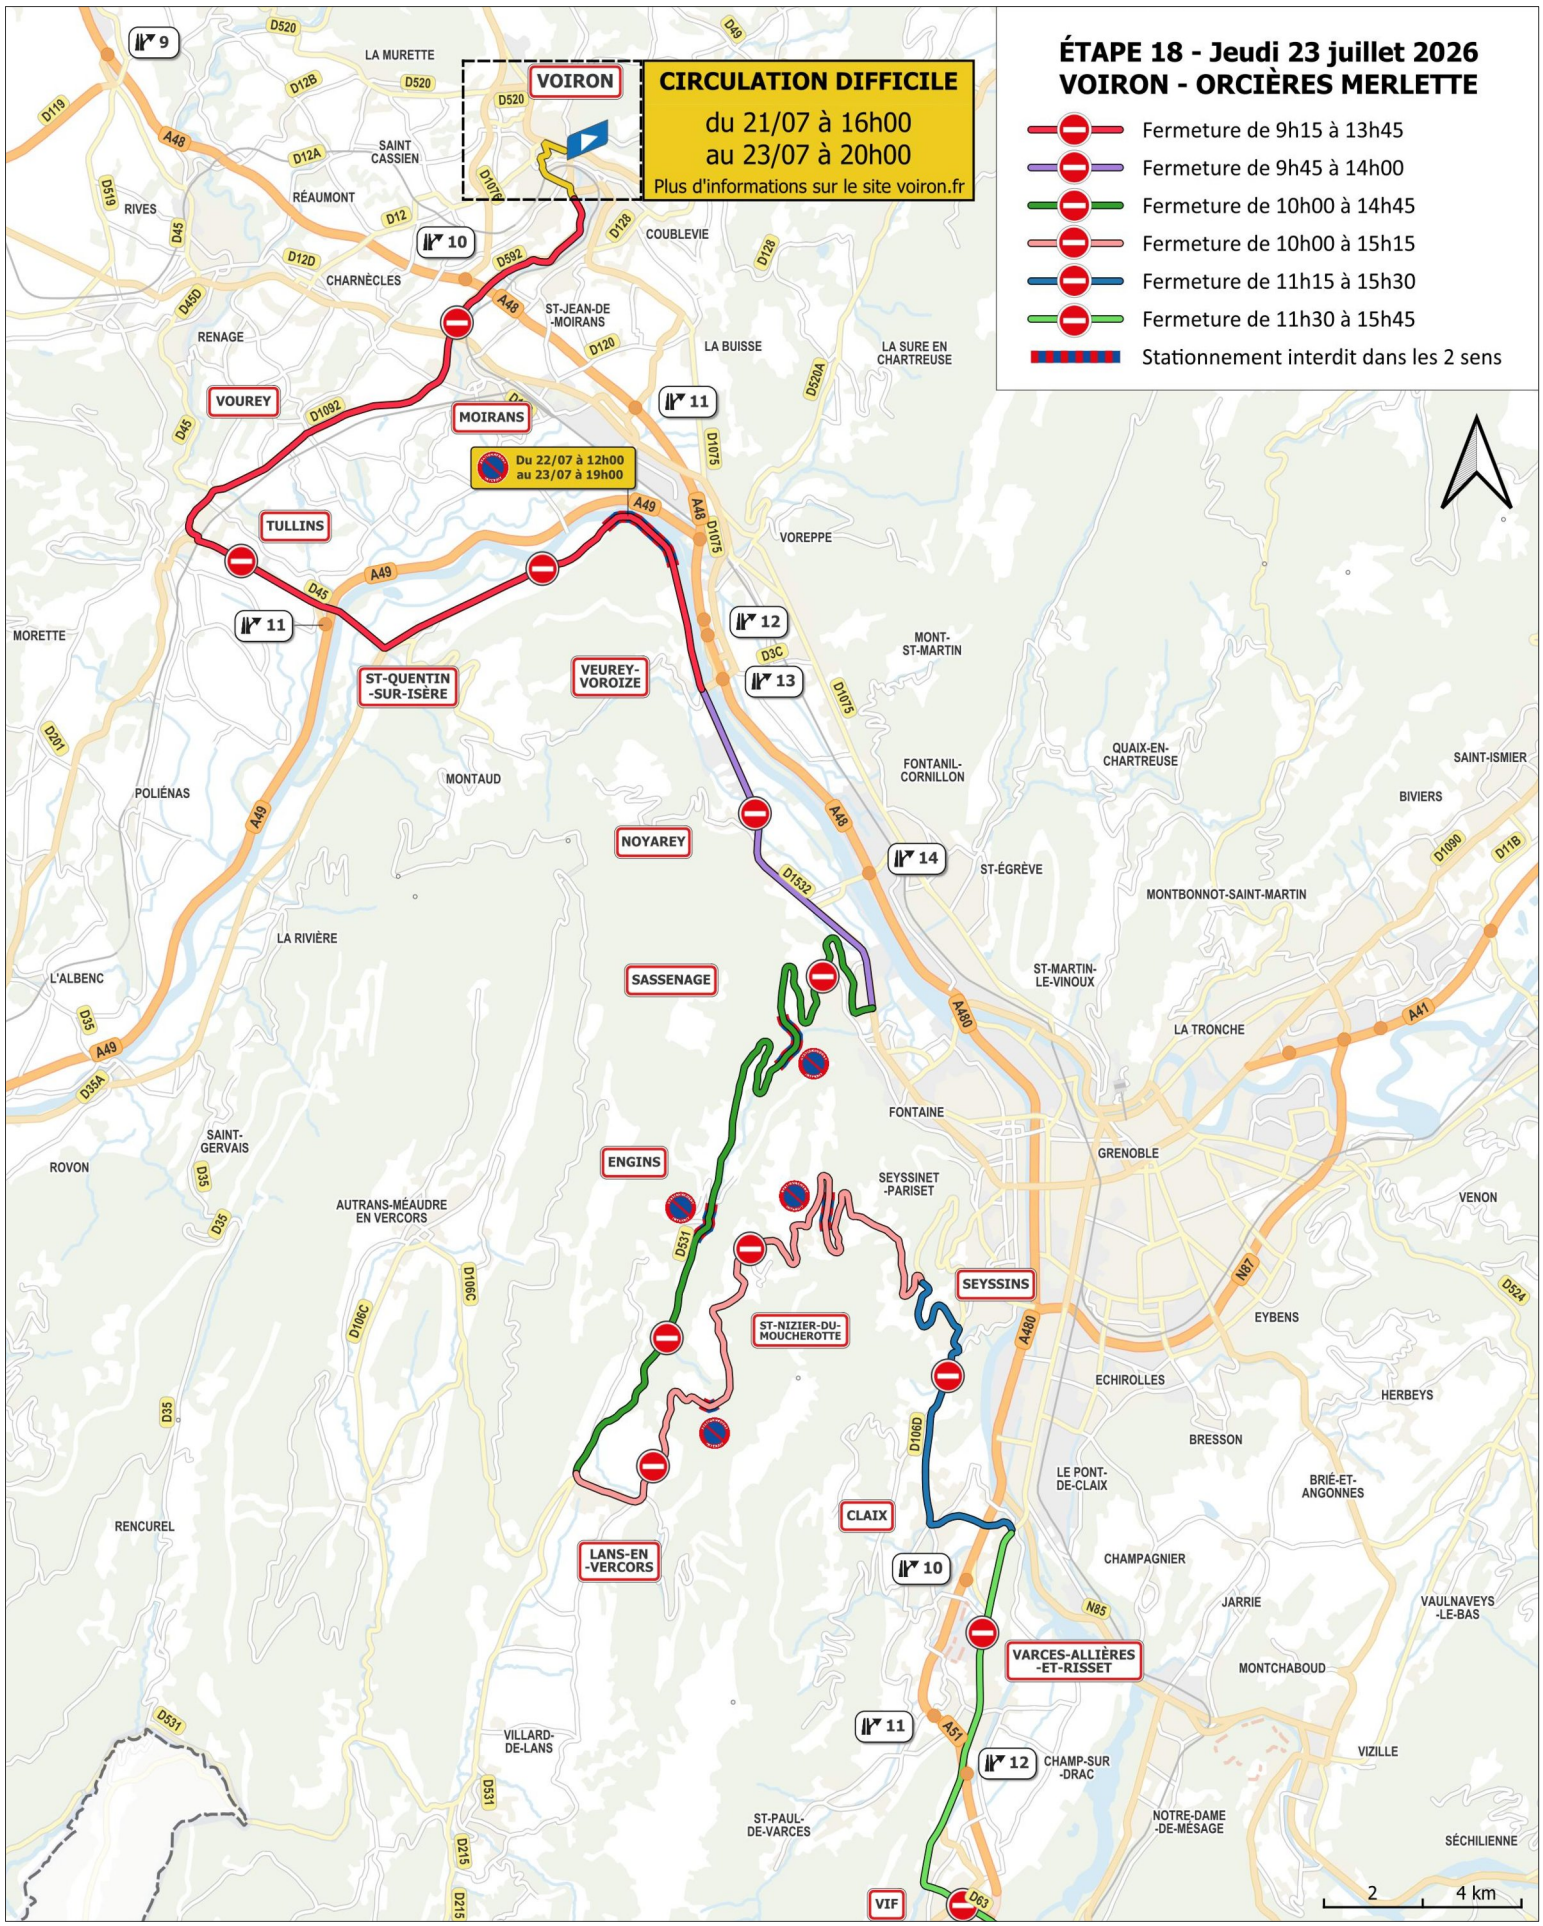 ÉTAPE 18 - Jeudi 23 juillet 2026
VOIRON - ORCIÈRES MERLETTE
Fermeture de 9h15 à 13h45
Fermeture de 9h45 à 14h00
Fermeture de 10h00 à 14h45
Fermeture de 10h00 à 15h15
Fermeture de 11h15 à 15h30
Fermeture de 11h30 à 15h45
Stationnement interdit dans les 2 sens
CIRCULATION DIFFICILE
du 21/07 à 16h00
au 23/07 à 20h00
Plus d'informations sur le site voiron.fr
VOIRON
9
D520
D49
LA MURETTE
D12B
D520
D520
D119
A48
SAINT
CASSIEN
D12A
D1076
D519
RIVES
RÉAUMONT
D12
D45
D128
COUBLEVIE
10
D592
D128
D12D
CHARNÈCLES
D45D
A48
ST-JEAN-DE
-MOIRANS
RENAGE
D120
LA BUISSE
LA SURE EN
CHARTREUSE
D520A
VOUREY
D1092
MOIRANS
11
D45
D1075
Du 22/07 à 12h00
au 23/07 à 19h00
A49
A48
D1075
TULLINS
VOREPPE
A49
D45
11
12
MORETTE
D3C
MONT-
ST-MARTIN
ST-QUENTIN
-SUR-ISÈRE
VEUREY-
VOROIZE
13
D1075
D201
MONTAUD
POLIÉNAS
FONTANIL-
CORNILLON
QUAIX-EN-
CHARTREUSE
SAINT-ISMIER
BIVIERS
A49
A48
NOYAREY
14
D1532
ST-ÉGRÈVE
D1090
D11B
MONTBONNOT-SAINT-MARTIN
LA RIVIÈRE
L'ALBENC
SASSENAGE
ST-MARTIN-
LE-VINOUX
D35
A480
A41
LA TRONCHE
A49
D35A
FONTAINE
SAINT-
GERVAIS
ENGINS
GRENOBLE
ROVON
D35
SEYSSINET
-PARISET
VENON
AUTRANS-MÉAUDRE
EN VERCORS
D35
D531
N87
D106C
SEYSSINS
D524
D106C
ST-NIZIER-DU-
MOUCHEROTTE
A480
EYBENS
ECHIROLLES
HERBEYS
D35
D106D
BRESSON
LE PONT-
DE-CLAIX
BRIÉ-ET-
ANGONNES
CLAIX
RENCUREL
LANS-EN
-VERCORS
10
CHAMPAGNIER
JARRIE
N85
VAULNAVEYS
-LE-BAS
VARCES-ALLIÈRES
-ET-RISSET
MONTCHABOUD
D531
11
A51
VILLARD-
DE-LANS
12
CHAMP-SUR
-DRAC
VIZILLE
D531
ST-PAUL-
DE-VARCES
NOTRE-DAME
-DE-MÉSAGE
SÉCHILIENNE
D215
D215
VIF
D63
2
4 km